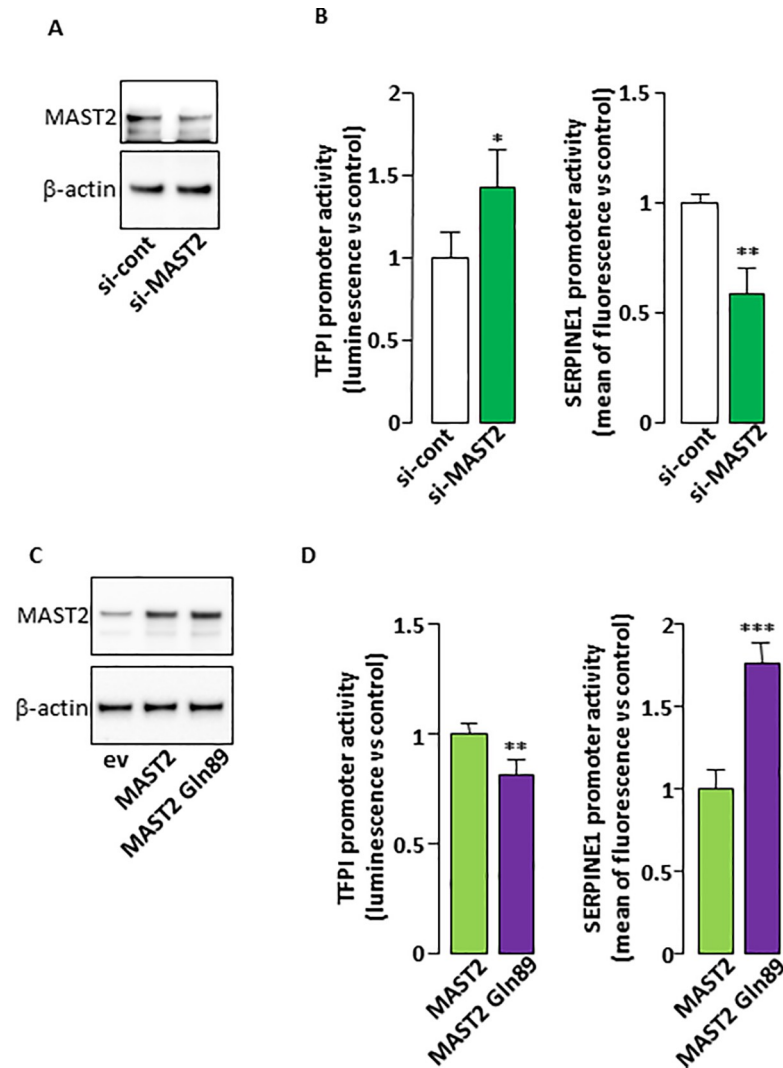 A
MAST2
β-actin
si-cont
si-MAST2
B
TFPI promoter activity
(luminescence vs control)
2
1.5
1
0.5
0
*
si-cont
si-MAST2
SERPINE1 promoter activity
(mean of fluorescence vs control)
1.5
1
0.5
0
**
si-cont
si-MAST2
C
MAST2
β-actin
ev
MAST2
MAST2 Gln89
D
TFPI promoter activity
(luminescence vs control)
1.5
1
0.5
0
**
MAST2
MAST2 Gln89
SERPINE1 promoter activity
(mean of fluorescence vs control)
2
1.5
1
0.5
0
***
MAST2
MAST2 Gln89